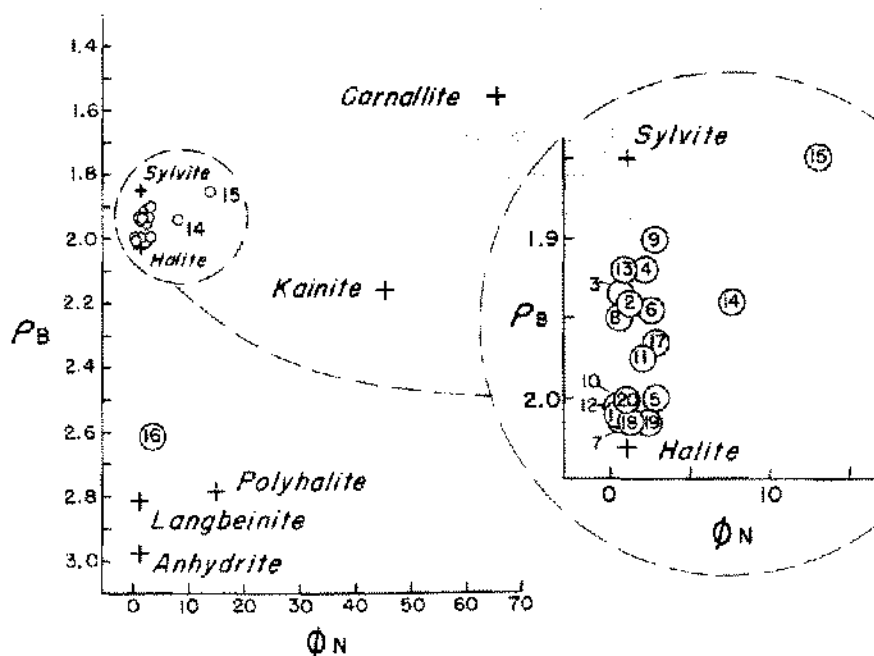 1.4
1.6
1.8
2.0
2.2
2.4
2.6
2.8
3.0
ρB
0 10 20 30 40 50 60 70
ϕN
Carnallite
Sylvite
15
14
Halite
Kainite
16
Polyhalite
Langbeinite
Anhydrite
Sylvite
15
1.9
9
13 4
3
2
14
8 6
ρB
17
11
10
20 5
2.0
12
1
18 19
7
Halite
0 10
ϕN